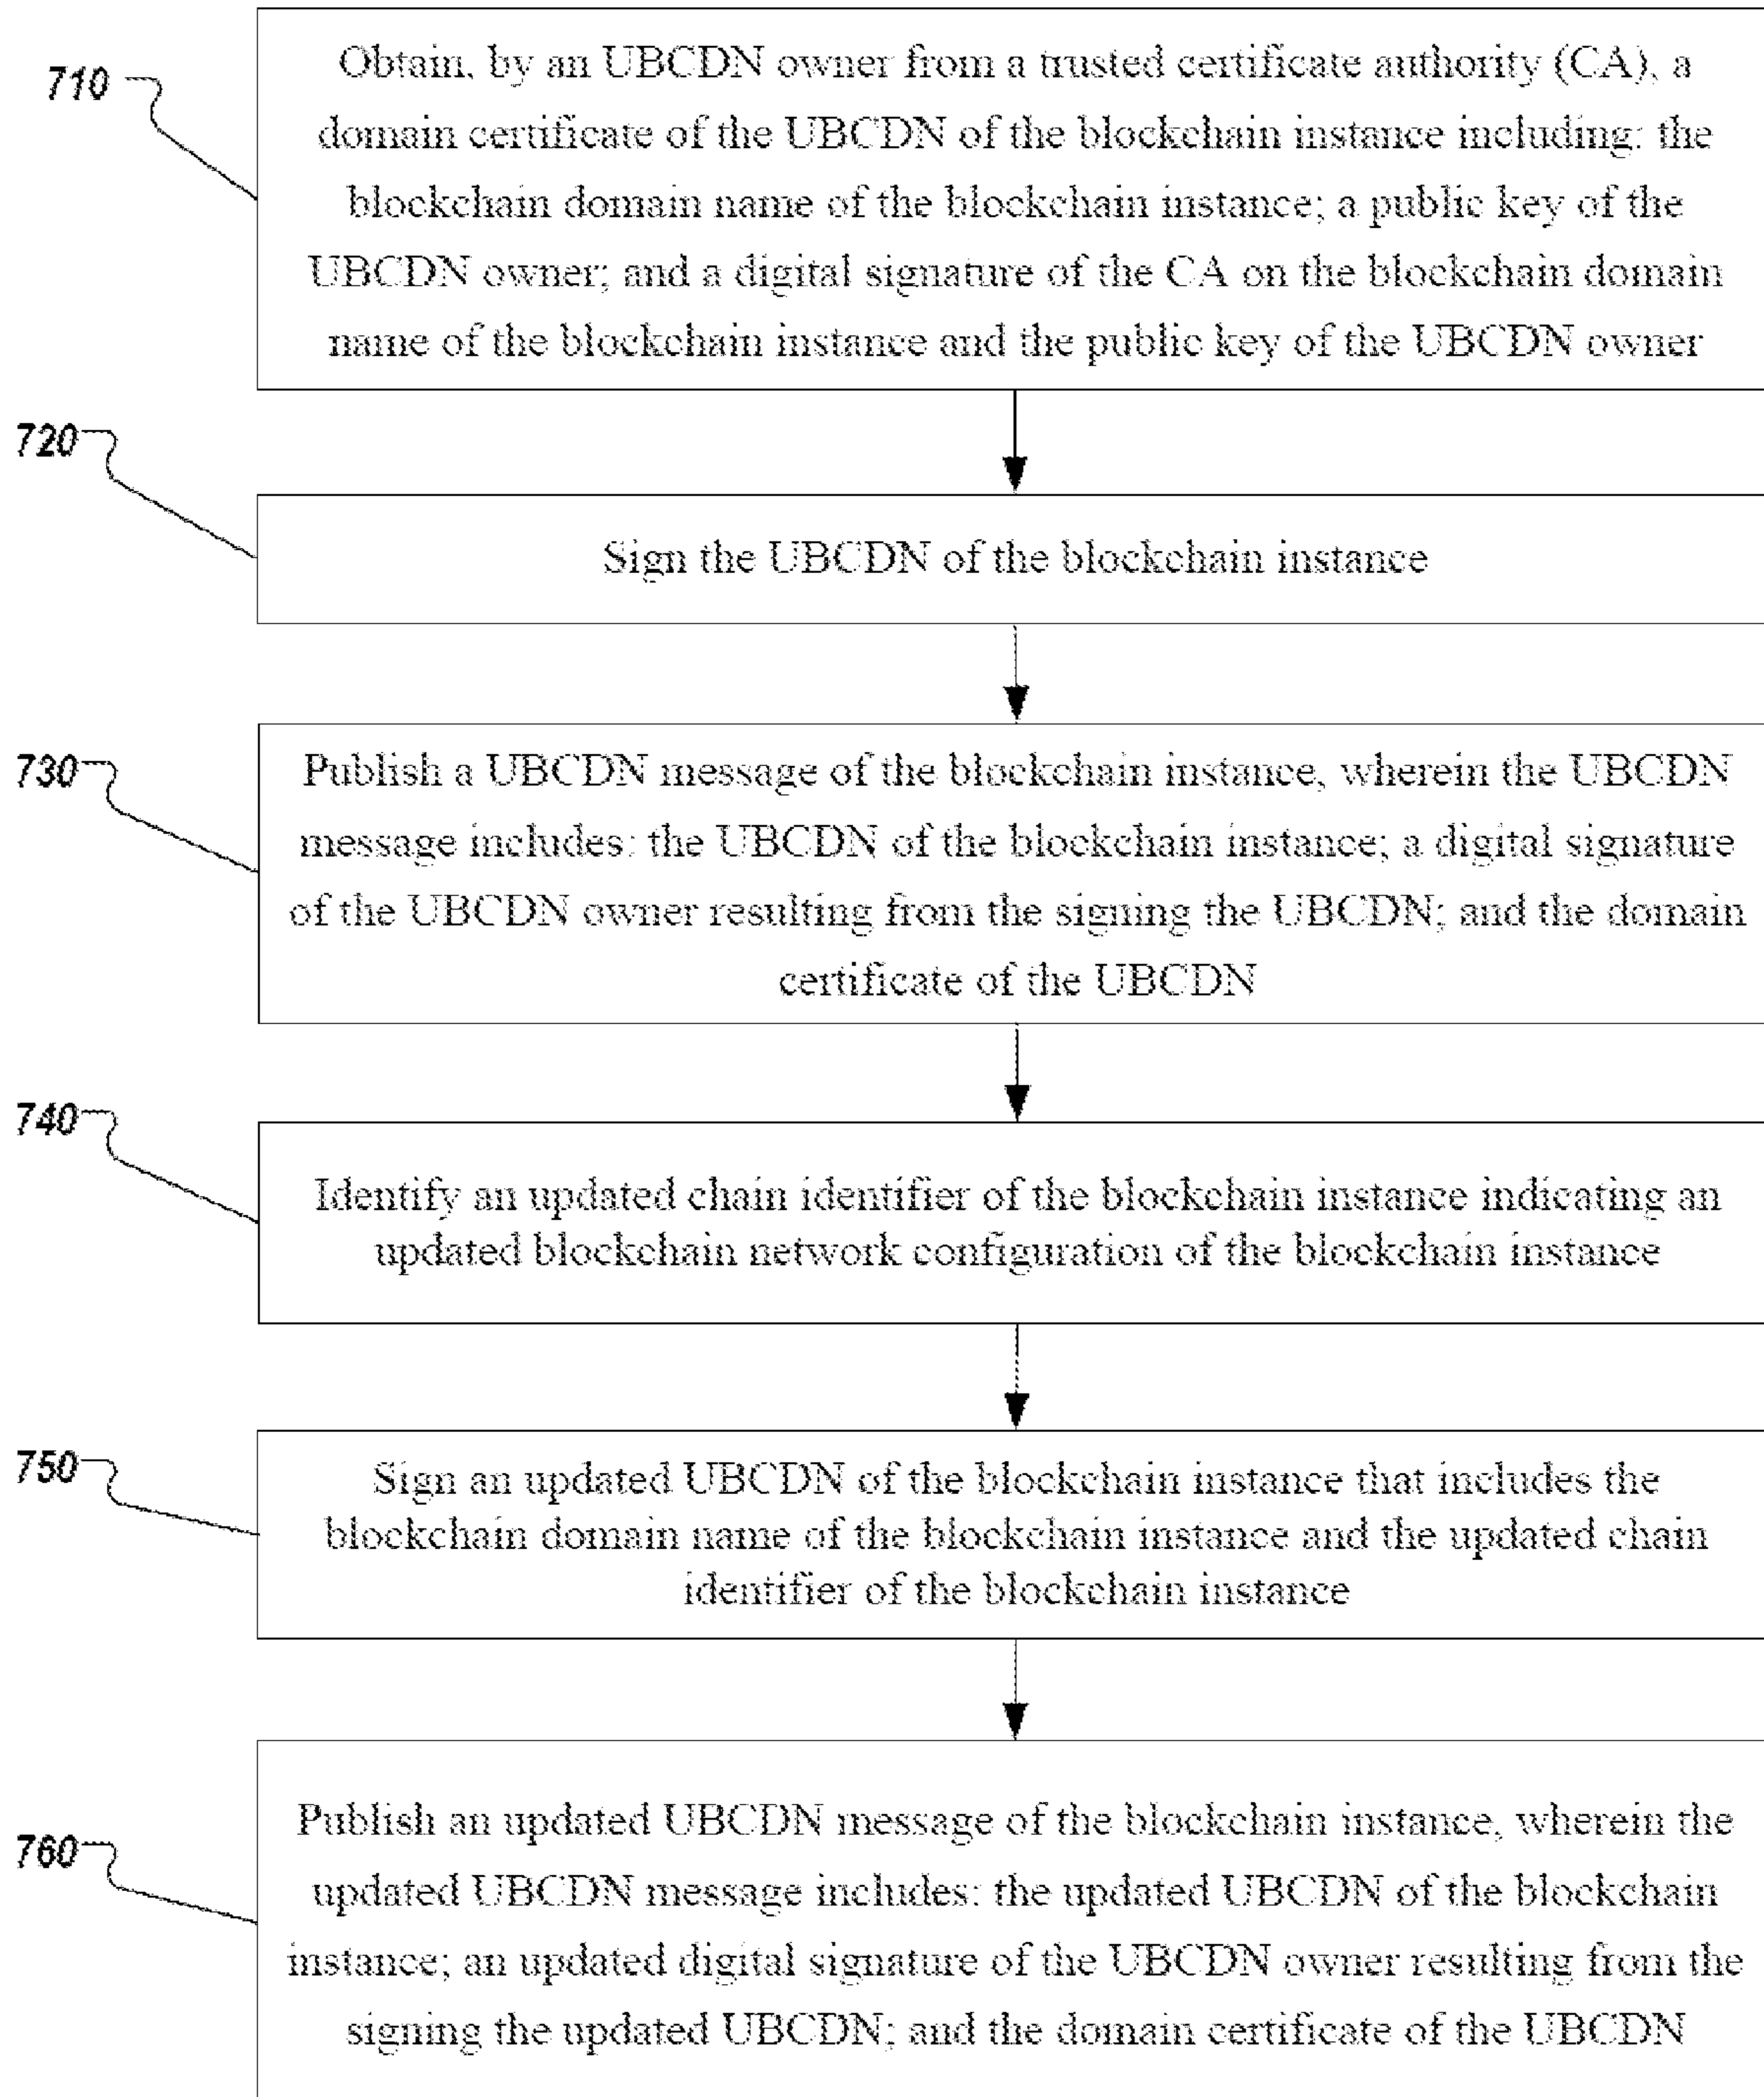 710
Obtain, by an UBCDN owner from a trusted certificate authority (CA), a
domain certificate of the UBCDN of the blockchain instance including: the
blockchain domain name of the blockchain instance; a public key of the
UBCDN owner; and a digital signature of the CA on the blockchain domain
name of the blockchain instance and the public key of the UBCDN owner
720
Sign the UBCDN of the blockchain instance
730
Publish a UBCDN message of the blockchain instance, wherein the UBCDN
message includes: the UBCDN of the blockchain instance; a digital signature
of the UBCDN owner resulting from the signing the UBCDN; and the domain
certificate of the UBCDN
740
Identify an updated chain identifier of the blockchain instance indicating an
updated blockchain network configuration of the blockchain instance
750
Sign an updated UBCDN of the blockchain instance that includes the
blockchain domain name of the blockchain instance and the updated chain
identifier of the blockchain instance
760
Publish an updated UBCDN message of the blockchain instance, wherein the
updated UBCDN message includes: the updated UBCDN of the blockchain
instance; an updated digital signature of the UBCDN owner resulting from the
signing the updated UBCDN; and the domain certificate of the UBCDN